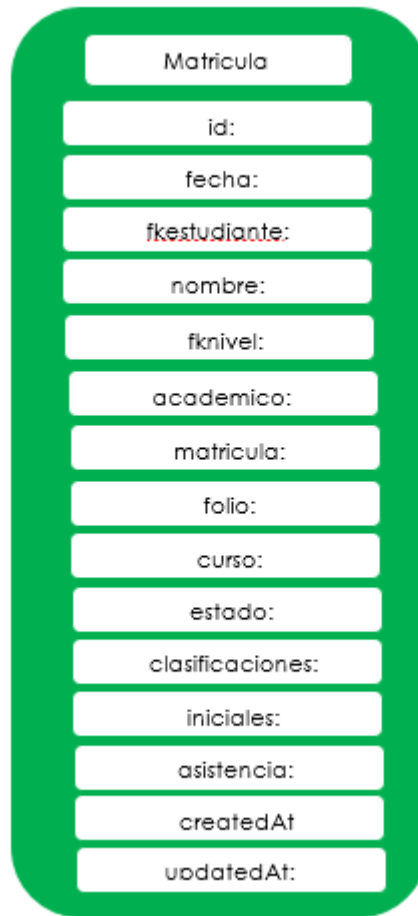 Matricula
id:
fecha:
fkestudiante:
nombre:
fknivel:
academico:
matricula:
folio:
curso:
estado:
clasificaciones:
iniciales:
asistencia:
createdAt
updatedAt: